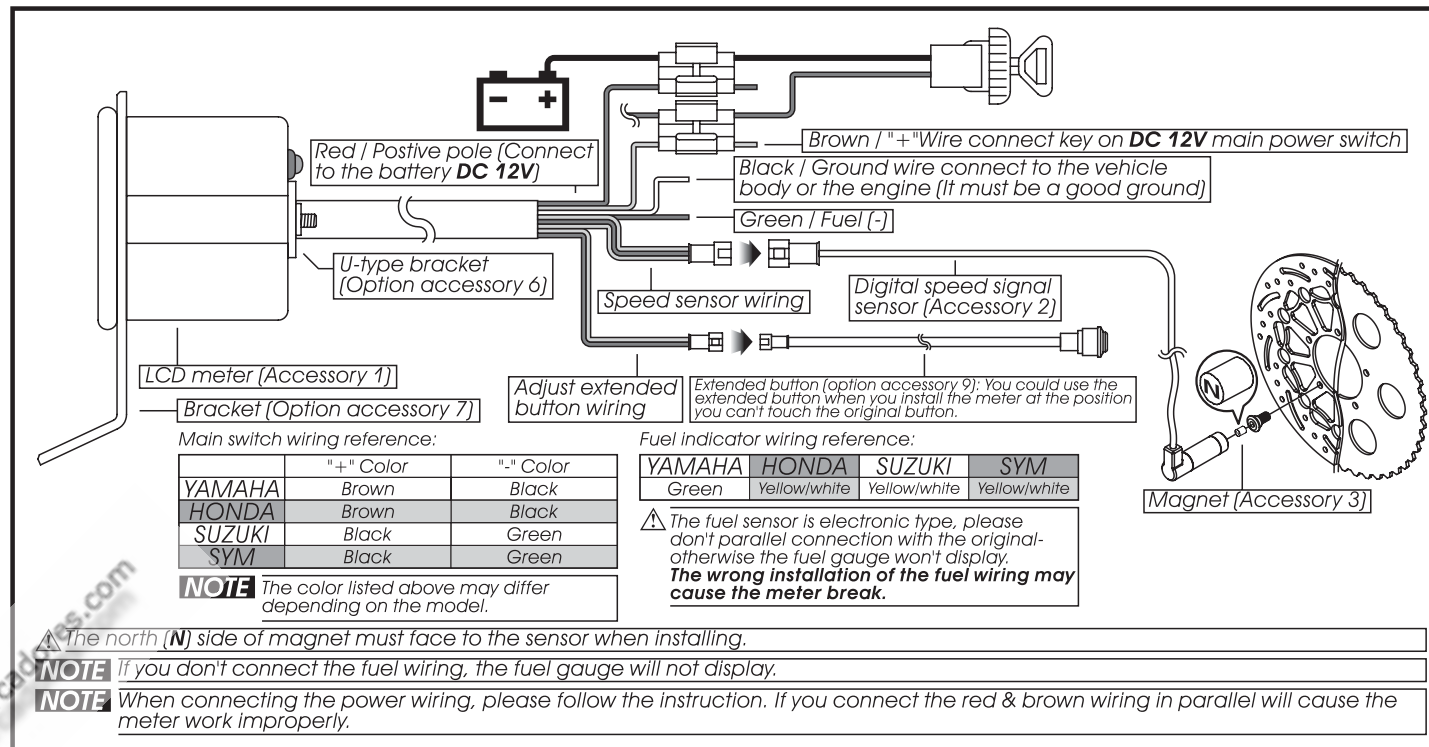 - +
Red / Postive pole (Connect
to the battery DC 12V)
Brown / "+"Wire connect key on DC 12V main power switch
Black / Ground wire connect to the vehicle
body or the engine (It must be a good ground)
Green / Fuel (-)
U-type bracket
(Option accessory 6)
Speed sensor wiring
Digital speed signal
sensor (Accessory 2)
LCD meter (Accessory 1)
Bracket (Option accessory 7)
Adjust extended
button wiring
Extended button (option accessory 9): You could use the
extended button when you install the meter at the position
you can't touch the original button.
N
Magnet (Accessory 3)
Main switch wiring reference:
"+" Color "-" Color
YAMAHA Brown Black
HONDA Brown Black
SUZUKI Black Green
SYM Black Green
NOTE The color listed above may differ
depending on the model.
Fuel indicator wiring reference:
YAMAHA HONDA SUZUKI SYM
Green Yellow/white Yellow/white Yellow/white
The fuel sensor is electronic type, please
don't parallel connection with the original-
otherwise the fuel gauge won't display.
The wrong installation of the fuel wiring may
cause the meter break.
The north (N) side of magnet must face to the sensor when installing.
NOTE If you don't connect the fuel wiring, the fuel gauge will not display.
NOTE When connecting the power wiring, please follow the instruction. If you connect the red & brown wiring in parallel will cause the
meter work improperly.